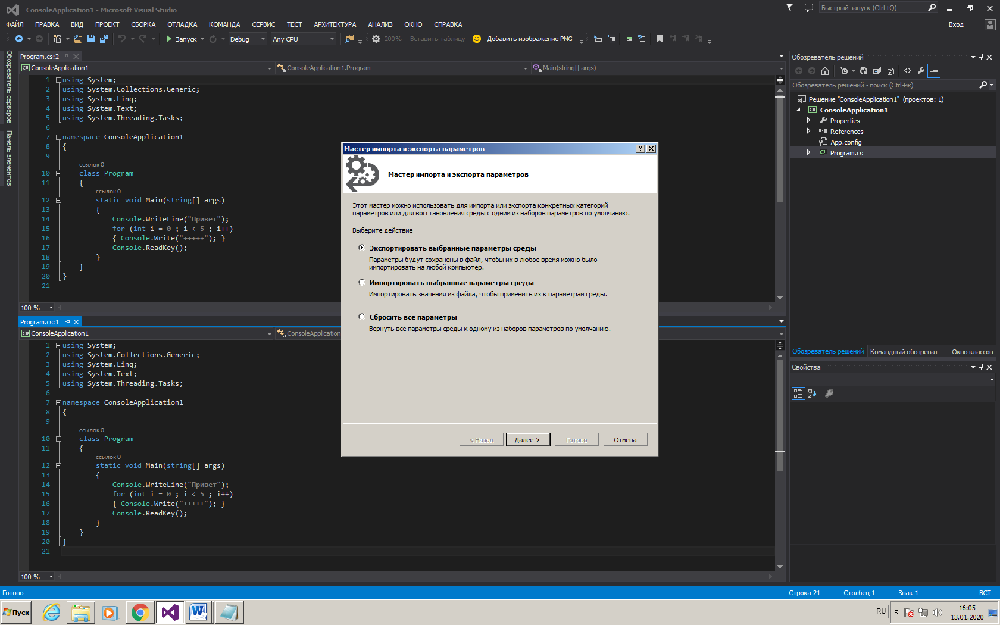 ConsoleApplication1 - Microsoft Visual Studio
Быстрый запуск (Ctrl+Q)
ФАЙЛ ПРАВКА ВИД ПРОЕКТ СБОРКА ОТЛАДКА КОМАНДА СЕРВИС ТЕСТ АРХИТЕКТУРА АНАЛИЗ ОКНО СПРАВКА
Вход
Запуск Debug Any CPU 200% Вставить таблицу Добавить изображение PNG
Обозреватель серверов
Панель элементов
Program.cs:2
ConsoleApplication1 ConsoleApplication1.Program Main(string[] args)
1 using System;
2 using System.Collections.Generic;
3 using System.Linq;
4 using System.Text;
5 using System.Threading.Tasks;
6
7 namespace ConsoleApplication1
8 {
9
ссылок 0
10 class Program
11 {
ссылок 0
12 static void Main(string[] args)
13 {
14 Console.WriteLine("Привет");
15 for (int i = 0 ; i < 5 ; i++)
16 { Console.Write("+++++"); }
17 Console.ReadKey();
18 }
19 }
20 }
21
100 %
Program.cs:1
ConsoleApplication1 ConsoleApplication
1 using System;
2 using System.Collections.Generic;
3 using System.Linq;
4 using System.Text;
5 using System.Threading.Tasks;
6
7 namespace ConsoleApplication1
8 {
9
ссылок 0
10 class Program
11 {
ссылок 0
12 static void Main(string[] args)
13 {
14 Console.WriteLine("Привет");
15 for (int i = 0 ; i < 5 ; i++)
16 { Console.Write("+++++"); }
17 Console.ReadKey();
18 }
19 }
20 }
21
100 %
Мастер импорта и экспорта параметров
Мастер импорта и экспорта параметров
Этот мастер можно использовать для импорта или экспорта конкретных категорий
параметров или для восстановления среды с одним из наборов параметров по умолчанию.
Выберите действие
Экспортировать выбранные параметры среды
Параметры будут сохранены в файл, чтобы их в любое время можно было
импортировать на любой компьютер.
Импортировать выбранные параметры среды
Импортировать значения из файла, чтобы применить их к параметрам среды.
Сбросить все параметры
Вернуть все параметры среды к одному из наборов параметров по умолчанию.
< Назад Далее > Готово Отмена
Обозреватель решений
Обозреватель решений - поиск (Ctrl+ж)
Решение "ConsoleApplication1" (проектов: 1)
C# ConsoleApplication1
Properties
References
App.config
C# Program.cs
Обозреватель решений Командный обозреват... Окно классов
Свойства
Готово Строка 21 Столбец 1 Знак 1 ВСТ
Пуск
RU
16:05
13.01.2020